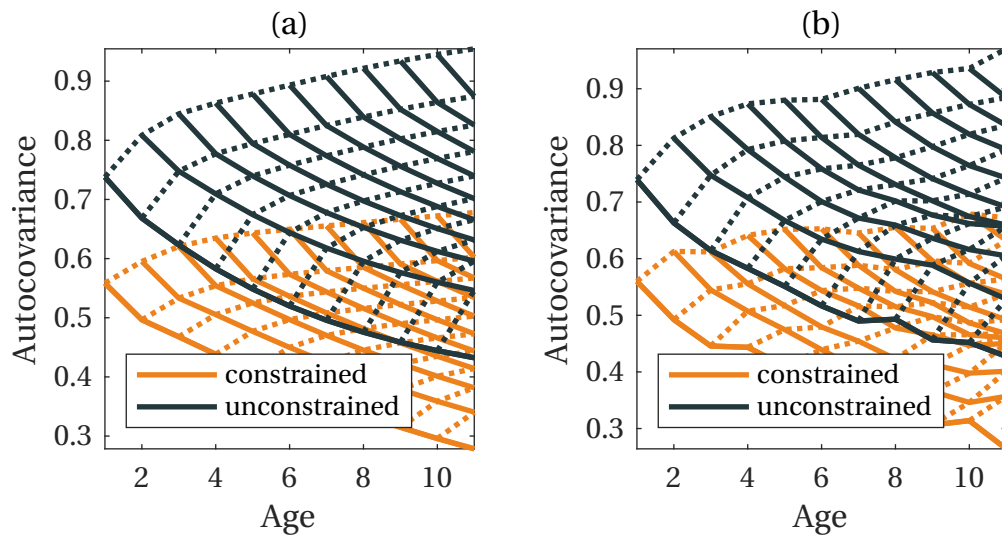 (a)
Autocovariance
0.9
0.8
0.7
0.6
0.5
0.4
0.3
constrained
unconstrained
2 4 6 8 10
Age
(b)
Autocovariance
0.9
0.8
0.7
0.6
0.5
0.4
0.3
constrained
unconstrained
2 4 6 8 10
Age